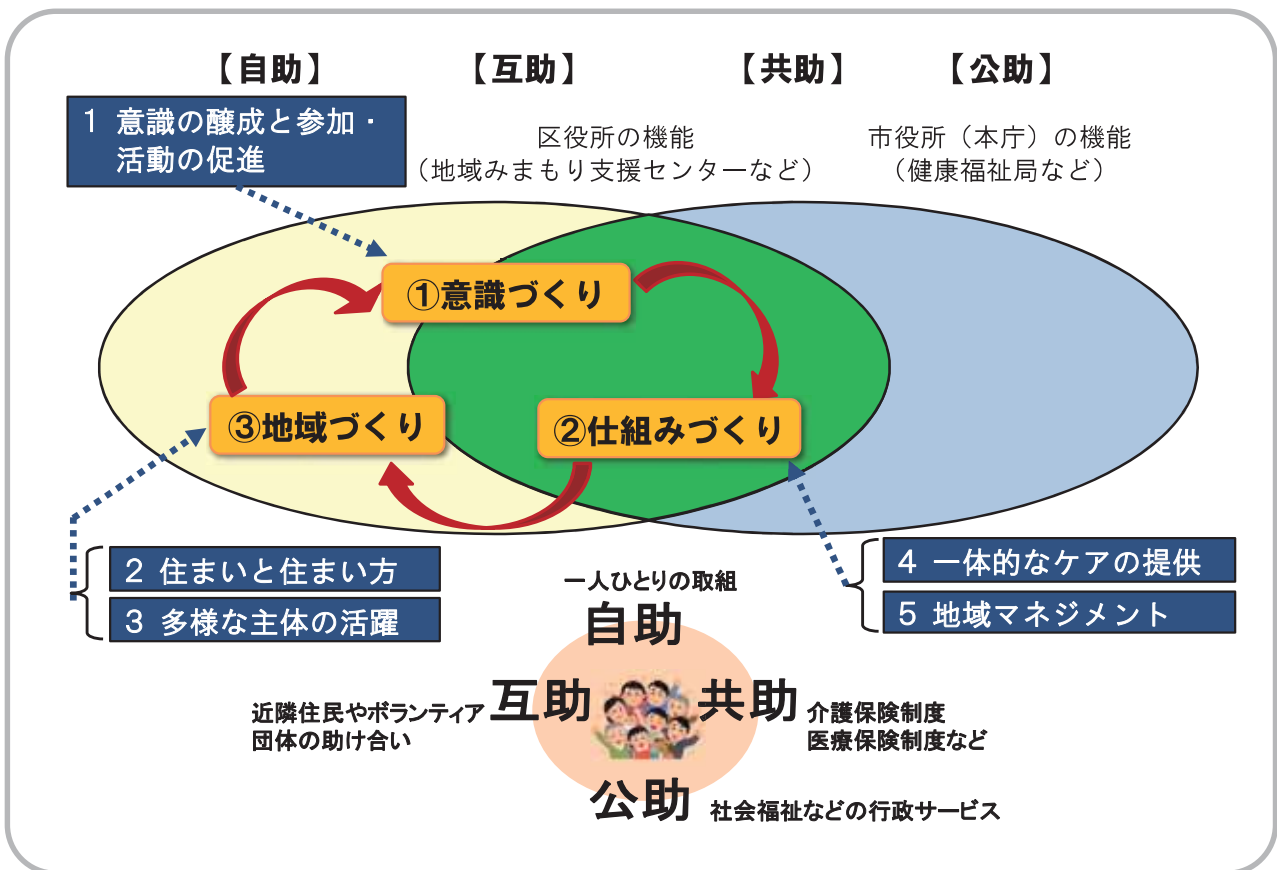 【自助】 【互助】 【共助】 【公助】
1 意識の醸成と参加・
活動の促進
区役所の機能
（地域みまもり支援センターなど）
市役所（本庁）の機能
（健康福祉局など）
①意識づくり
③地域づくり
②仕組みづくり
2 住まいと住まい方
3 多様な主体の活躍
4 一体的なケアの提供
5 地域マネジメント
一人ひとりの取組
自助
近隣住民やボランティア
団体の助け合い
互助
共助
介護保険制度
医療保険制度など
公助
社会福祉などの行政サービス